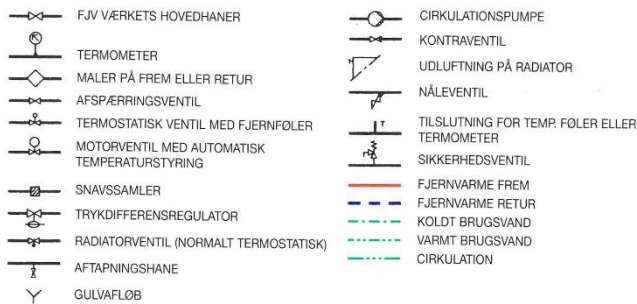 FJV VÆRKETS HOVEDHANER
TERMOMETER
MALER PÅ FREM ELLER RETUR
AFSPÆRRINGSVENTIL
TERMOSTATISK VENTIL MED FJERNFØLER
MOTORVENTIL MED AUTOMATISK
TEMPERATURSTYRING
SNAVSSAMLER
TRYKDIFFERENSREGULATOR
RADIATORVENTIL (NORMALT TERMOSTATISK)
AFTAPNINGSHANE
GULVAFLØB
CIRKULATIONSPUMPE
KONTRAVENTIL
UDLUFTNING PÅ RADIATOR
NÅLEVENTIL
TILSLUTNING FOR TEMP. FØLER ELLER
TERMOMETER
SIKKERHEDSVENTIL
FJERNVARME FREM
FJERNVARME RETUR
KOLDT BRUGSVAND
VARMT BRUGSVAND
CIRKULATION